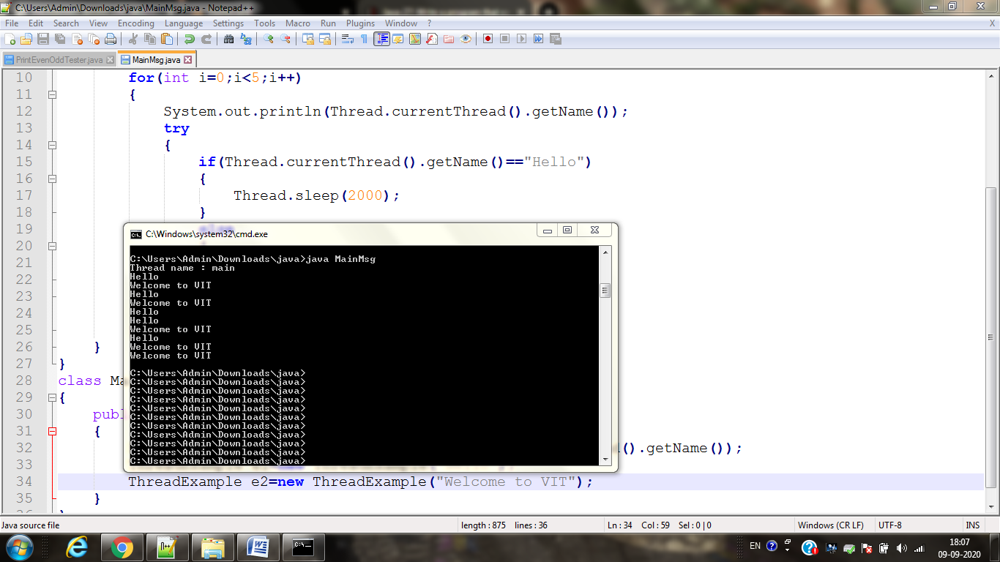 C:\Users\Admin\Downloads\java\MainMsg.java - Notepad++
File Edit Search View Encoding Language Settings Tools Macro Run Plugins Window ? X
PrintEvenOddTester.java MainMsg.java
10 for(int i=0;i<5;i++)
11 {
12 System.out.println(Thread.currentThread().getName());
13 try
14 {
15 if(Thread.currentThread().getName()=="Hello")
16 {
17 Thread.sleep(2000);
18 }
19
20
21
22
23
24
25
26 }
27 }
28 class Ma
29 {
30 publ
31 {
32 ().getName());
33
34 ThreadExample e2=new ThreadExample("Welcome to VIT");
35 }
C:\Windows\system32\cmd.exe
C:\Users\Admin\Downloads\java>java MainMsg
Thread name : main
Hello
Welcome to VIT
Hello
Welcome to VIT
Hello
Hello
Welcome to VIT
Hello
Welcome to VIT
Welcome to VIT
C:\Users\Admin\Downloads\java>
C:\Users\Admin\Downloads\java>
C:\Users\Admin\Downloads\java>
C:\Users\Admin\Downloads\java>
C:\Users\Admin\Downloads\java>
C:\Users\Admin\Downloads\java>
C:\Users\Admin\Downloads\java>
C:\Users\Admin\Downloads\java>
C:\Users\Admin\Downloads\java>
C:\Users\Admin\Downloads\java>
C:\Users\Admin\Downloads\java>
Java source file length : 875 lines : 36 Ln : 34 Col : 59 Sel : 0 | 0 Windows (CR LF) UTF-8 INS
EN 18:07
09-09-2020